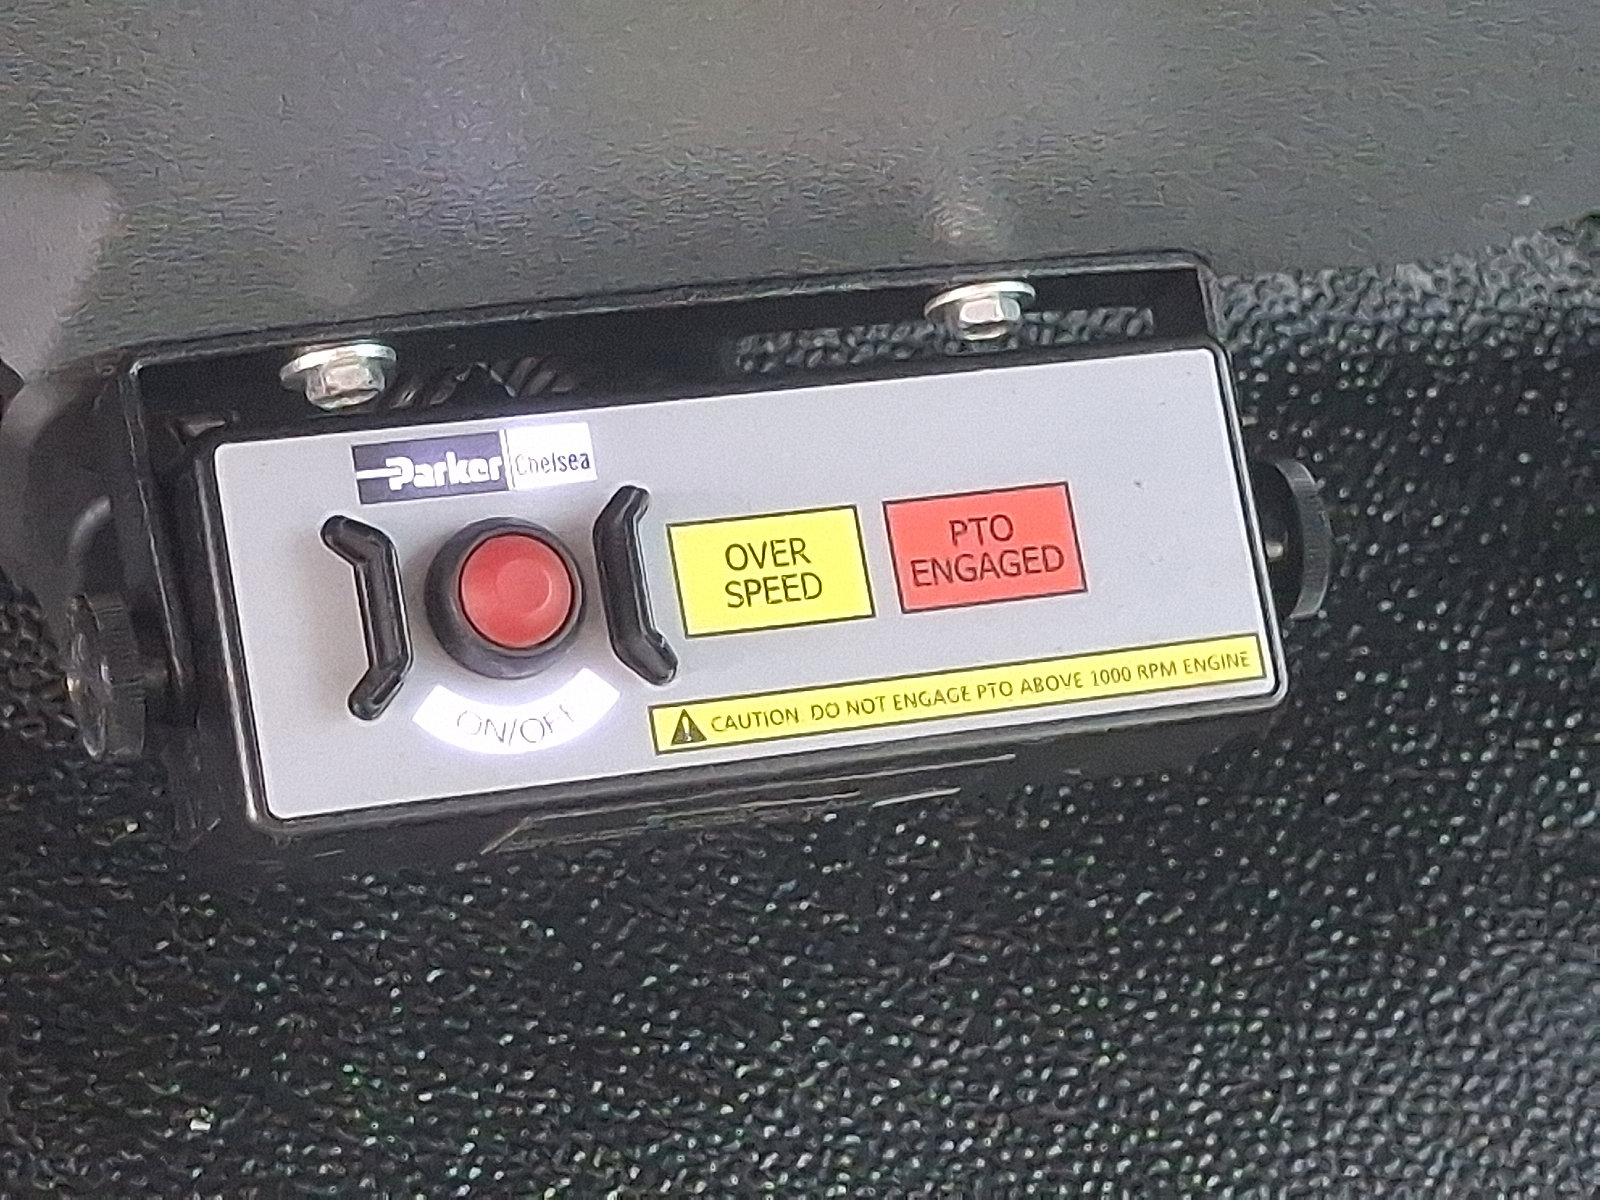 Parker Chelsea
OVER
SPEED
PTO
ENGAGED
ON/OFF
CAUTION: DO NOT ENGAGE PTO ABOVE 1000 RPM ENGINE